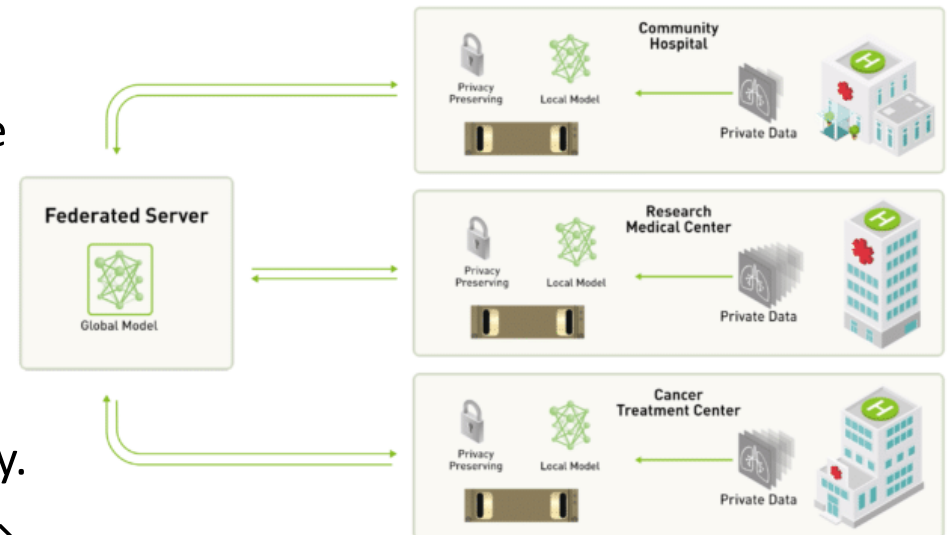 e
y.
Federated Server
Global Model
Community
Hospital
Privacy
Preserving
Local Model
Private Data
H
Research
Medical Center
Privacy
Preserving
Local Model
Private Data
H
Cancer
Treatment Center
Privacy
Preserving
Local Model
Private Data
H